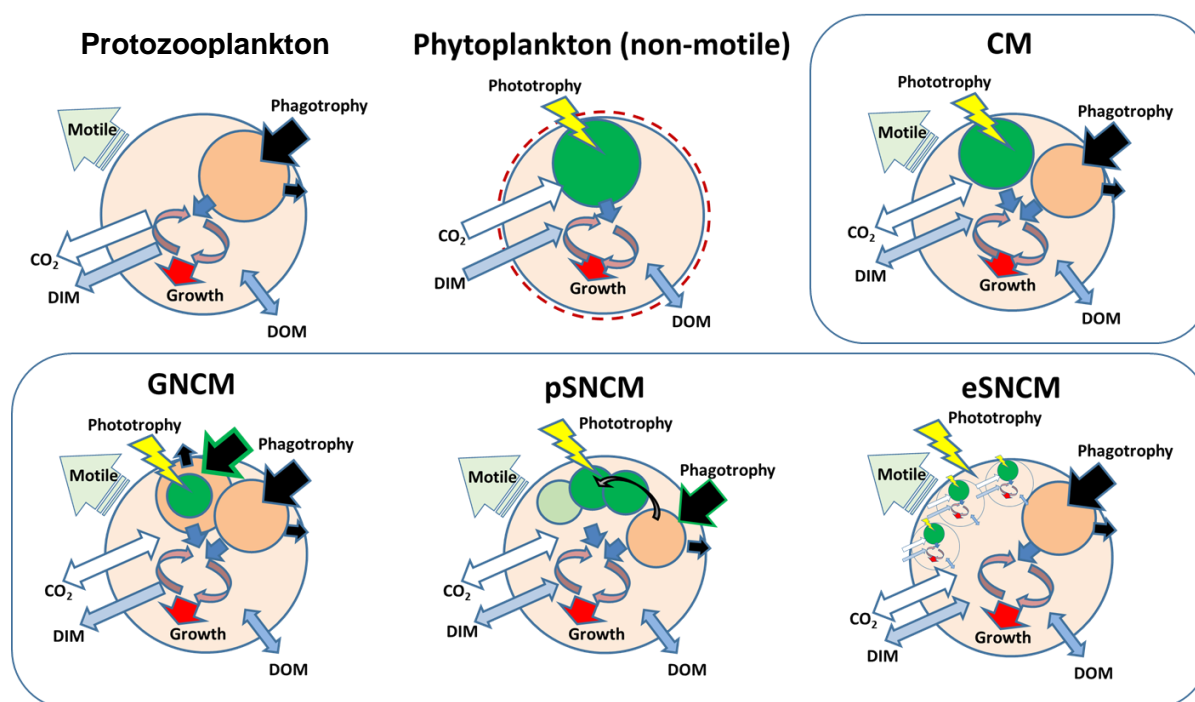 Protozooplankton
Motile
Phagotrophy
CO₂
DIM
Growth
DOM
Phytoplankton (non-motile)
Phototrophy
CO₂
DIM
Growth
DOM
CM
Phototrophy
Motile
Phagotrophy
CO₂
DIM
Growth
DOM
GNCM
Phototrophy
Motile
Phagotrophy
CO₂
DIM
Growth
DOM
pSNCM
Phototrophy
Motile
Phagotrophy
CO₂
DIM
Growth
DOM
eSNCM
Phototrophy
Motile
Phagotrophy
CO₂
DIM
Growth
DOM